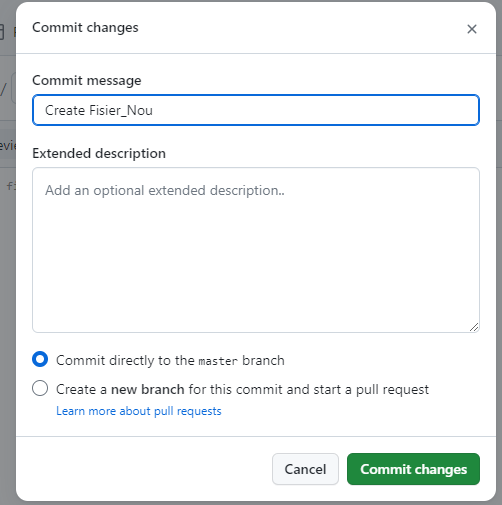 Commit changes
Commit message
Create Fisier_Nou
Extended description
Add an optional extended description..
Commit directly to the master branch
Create a new branch for this commit and start a pull request
Learn more about pull requests
Cancel
Commit changes